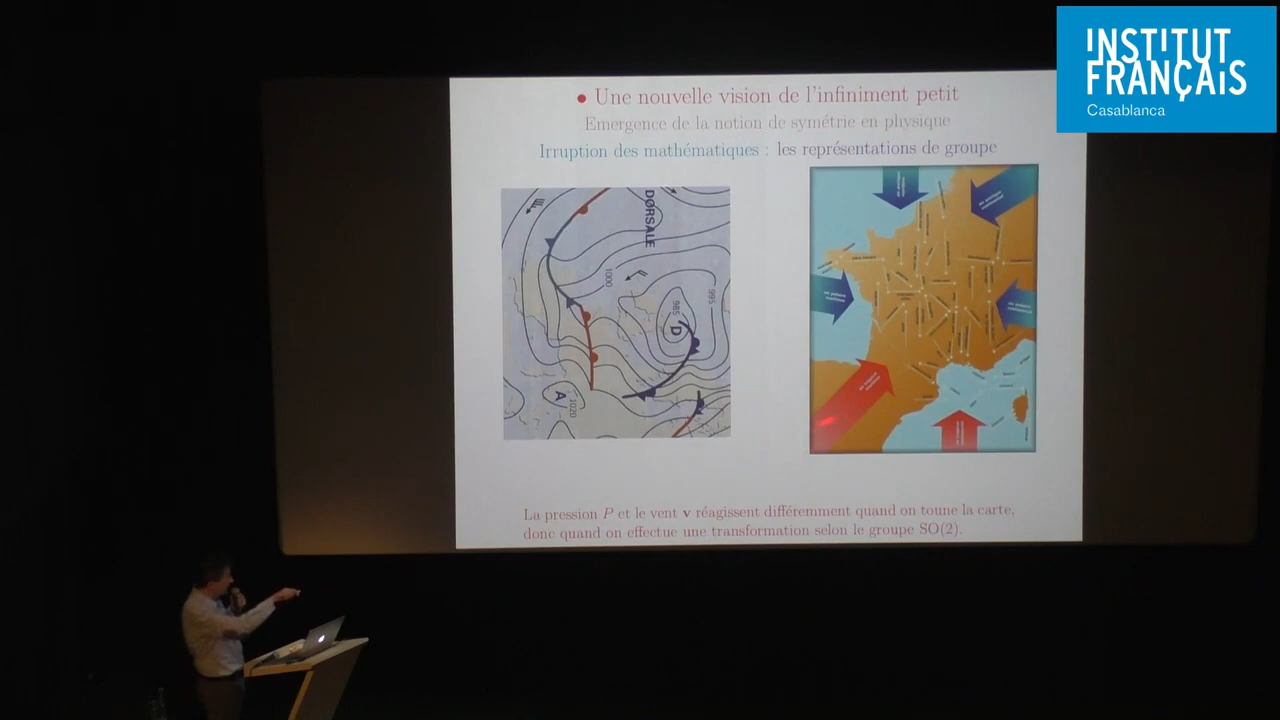 INSTITUT
FRANÇAIS
Casablanca
• Une nouvelle vision de l'infiniment petit
Emergence de la notion de symétrie en physique
Irruption des mathématiques : les représentations de groupe
DORSALE
1000
995
985
D
A
1020
La pression P et le vent v réagissent différemment quand on toune la carte,
donc quand on effectue une transformation selon le groupe SO(2).